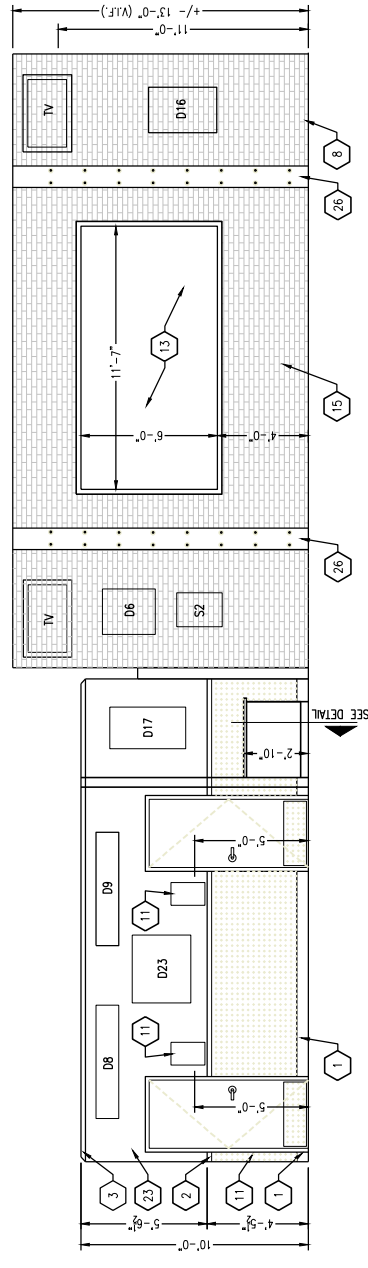 +/- 13'-0" (V.I.F.)
11'-0"
TV
D16
8
26
11'-7"
13
6'-0"
4'-0"
15
26
TV
D6
S2
D17
2'-10"
SEE DETAIL
D9
11
5'-0"
D23
D8
11
5'-0"
1
3
23
2
11
1
5'-6½"
4'-5½"
10'-0"